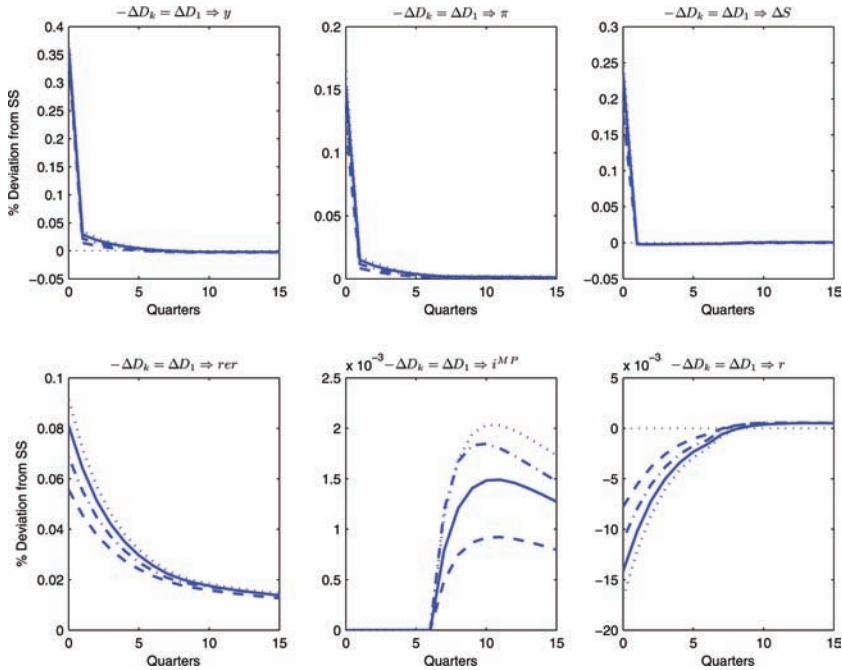 −ΔD_k = ΔD_1 ⇒ y
% Deviation from SS
0.4
0.35
0.3
0.25
0.2
0.15
0.1
0.05
0
−0.05
0 5 10 15
Quarters
−ΔD_k = ΔD_1 ⇒ π
0.2
0.15
0.1
0.05
0
0 5 10 15
Quarters
−ΔD_k = ΔD_1 ⇒ ΔS
0.3
0.25
0.2
0.15
0.1
0.05
0
−0.05
0 5 10 15
Quarters
−ΔD_k = ΔD_1 ⇒ rer
% Deviation from SS
0.1
0.08
0.06
0.04
0.02
0
0 5 10 15
Quarters
x 10^−3 −ΔD_k = ΔD_1 ⇒ i^MP
2.5
2
1.5
1
0.5
0
0 5 10 15
Quarters
x 10^−3 −ΔD_k = ΔD_1 ⇒ r
5
0
−5
−10
−15
−20
0 5 10 15
Quarters